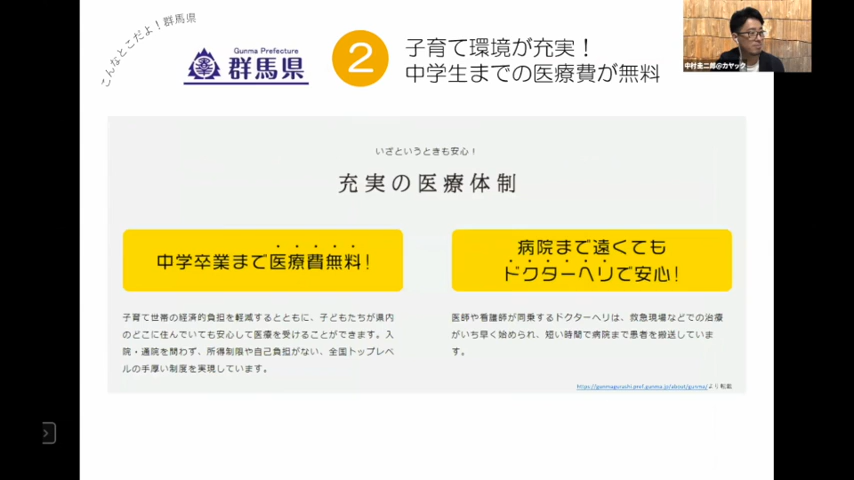 こんなとこだよ！群馬県
Gunma Prefecture
群馬県
2
子育て環境が充実！
中学生までの医療費が無料
中村圭二郎@カヤック
いざというときも安心！
充実の医療体制
中学卒業まで医療費無料！
子育て世帯の経済的負担を軽減するとともに、子どもたちが県内
のどこに住んでいても安心して医療を受けることができます。入
院・通院を問わず、所得制限や自己負担がない、全国トップレベ
ルの手厚い制度を実現しています。
病院まで遠くても
ドクターヘリで安心！
医師や看護師が同乗するドクターヘリは、救急現場などでの治療
がいち早く始められ、短い時間で病院まで患者を搬送していま
す。
https://gunmagurashi.pref.gunma.jp/about/gunma/より転載